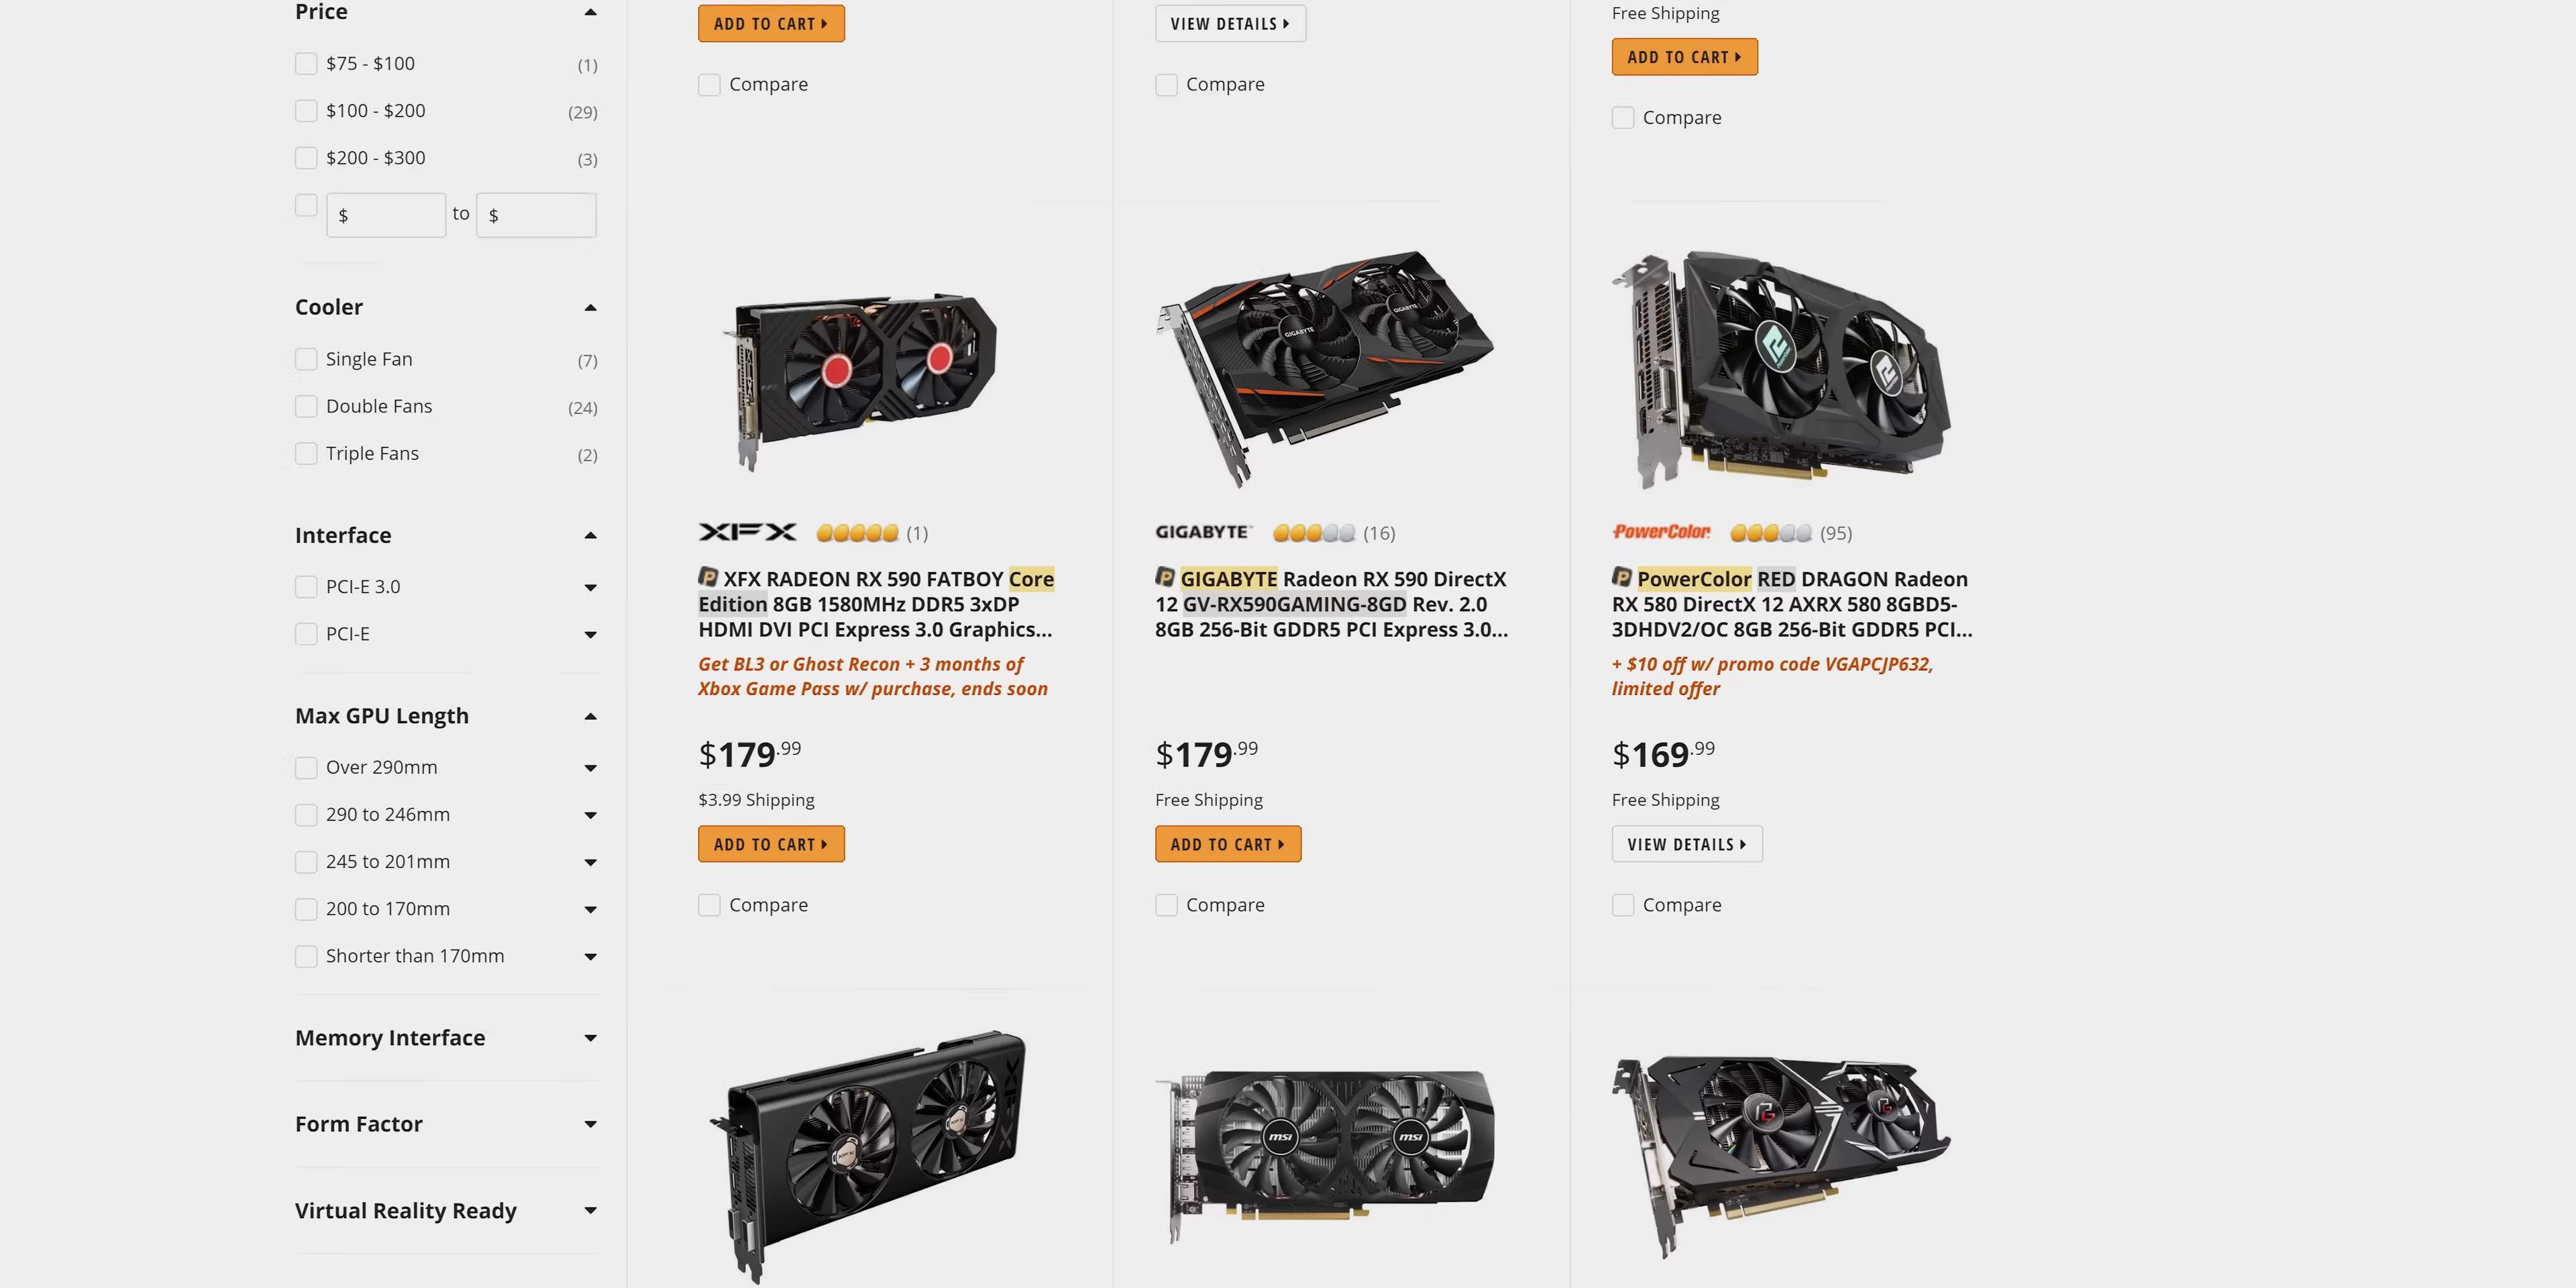 Price
$75 - $100 (1)
$100 - $200 (29)
$200 - $300 (3)
$ to $
Cooler
Single Fan (7)
Double Fans (24)
Triple Fans (2)
Interface
PCI-E 3.0
PCI-E
Max GPU Length
Over 290mm
290 to 246mm
245 to 201mm
200 to 170mm
Shorter than 170mm
Memory Interface
Form Factor
Virtual Reality Ready
ADD TO CART
Compare
VIEW DETAILS
Compare
Free Shipping
ADD TO CART
Compare
XFX (1)
XFX RADEON RX 590 FATBOY Core
Edition 8GB 1580MHz DDR5 3xDP
HDMI DVI PCI Express 3.0 Graphics...
Get BL3 or Ghost Recon + 3 months of
Xbox Game Pass w/ purchase, ends soon
$179.99
$3.99 Shipping
ADD TO CART
Compare
GIGABYTE
GIGABYTE
GIGABYTE (16)
GIGABYTE Radeon RX 590 DirectX
12 GV-RX590GAMING-8GD Rev. 2.0
8GB 256-Bit GDDR5 PCI Express 3.0...
$179.99
Free Shipping
ADD TO CART
Compare
PowerColor (95)
PowerColor RED DRAGON Radeon
RX 580 DirectX 12 AXRX 580 8GBD5-
3DHDV2/OC 8GB 256-Bit GDDR5 PCI...
+ $10 off w/ promo code VGAPCJP632,
limited offer
$169.99
Free Shipping
VIEW DETAILS
Compare
XFX
XFX
msi
msi